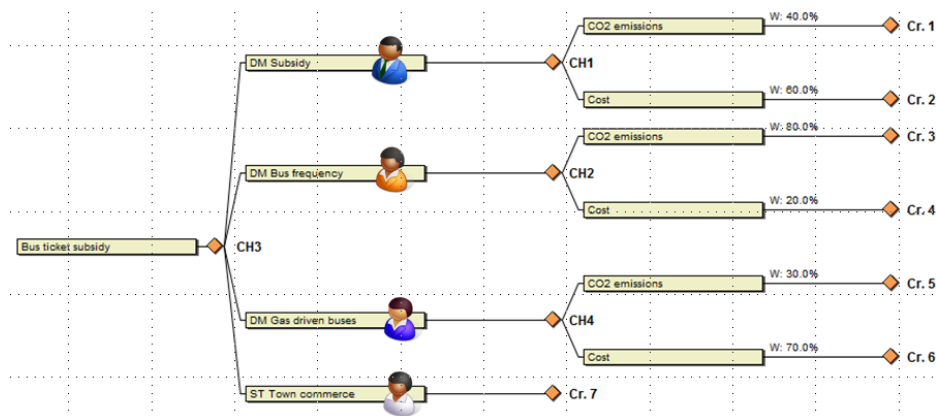 W: 40.0%
CO2 emissions
Cr. 1
DM Subsidy
CH1
W: 60.0%
Cost
Cr. 2
W: 80.0%
CO2 emissions
Cr. 3
DM Bus frequency
CH2
W: 20.0%
Cost
Cr. 4
Bus ticket subsidy
CH3
CO2 emissions
W: 30.0%
Cr. 5
DM Gas driven buses
CH4
W: 70.0%
Cost
Cr. 6
ST Town commerce
Cr. 7